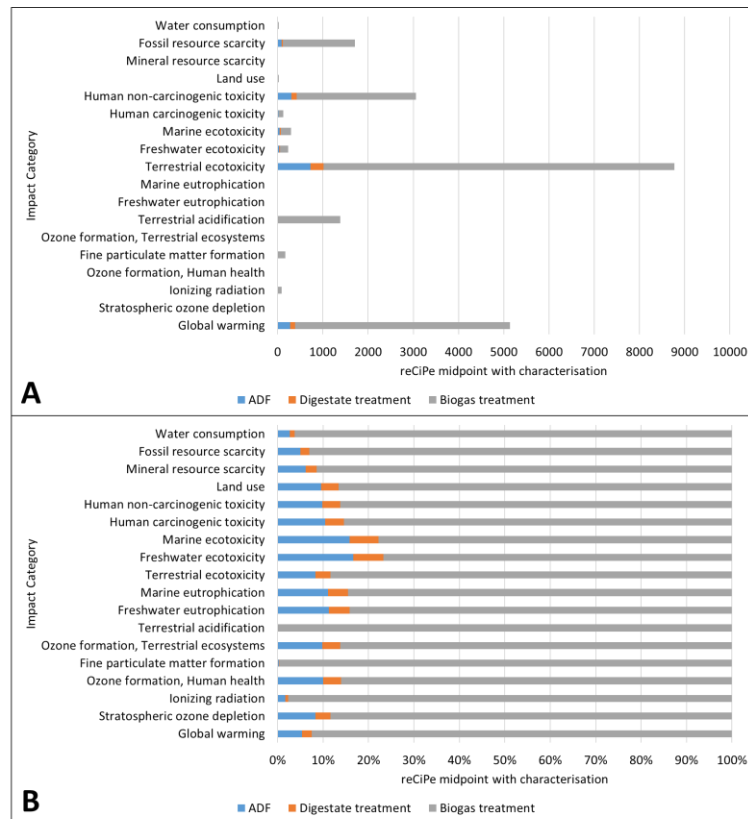 Water consumption
Fossil resource scarcity
Mineral resource scarcity
Land use
Human non-carcinogenic toxicity
Human carcinogenic toxicity
Marine ecotoxicity
Freshwater ecotoxicity
Terrestrial ecotoxicity
Marine eutrophication
Freshwater eutrophication
Terrestrial acidification
Ozone formation, Terrestrial ecosystems
Fine particulate matter formation
Ozone formation, Human health
Ionizing radiation
Stratospheric ozone depletion
Global warming
Impact Category
0 1000 2000 3000 4000 5000 6000 7000 8000 9000 10000
reCiPe midpoint with characterisation
ADF Digestate treatment Biogas treatment
A
Water consumption
Fossil resource scarcity
Mineral resource scarcity
Land use
Human non-carcinogenic toxicity
Human carcinogenic toxicity
Marine ecotoxicity
Freshwater ecotoxicity
Terrestrial ecotoxicity
Marine eutrophication
Freshwater eutrophication
Terrestrial acidification
Ozone formation, Terrestrial ecosystems
Fine particulate matter formation
Ozone formation, Human health
Ionizing radiation
Stratospheric ozone depletion
Global warming
Impact Category
0% 10% 20% 30% 40% 50% 60% 70% 80% 90% 100%
reCiPe midpoint with characterisation
ADF Digestate treatment Biogas treatment
B